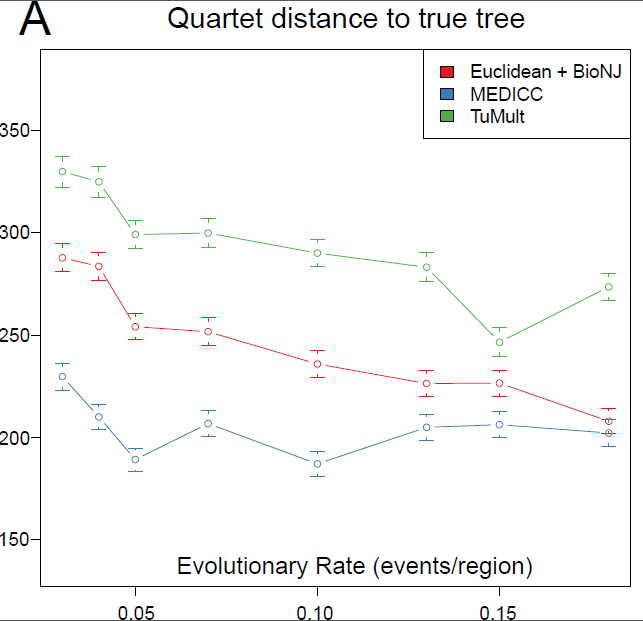 A
Quartet distance to true tree
Euclidean + BioNJ
MEDICC
TuMult
350
300
250
200
150
Evolutionary Rate (events/region)
0.05
0.10
0.15